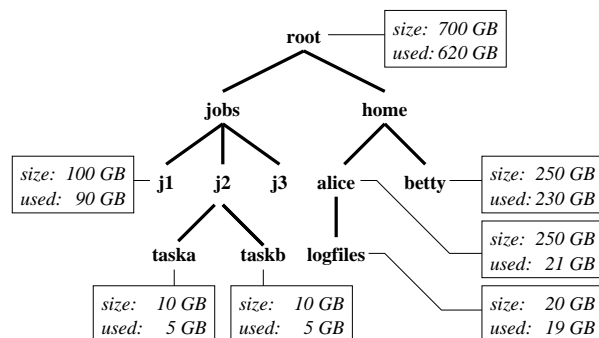 root
size: 700 GB
used: 620 GB
jobs
home
size: 100 GB
used: 90 GB
j1
j2
j3
alice
betty
size: 250 GB
used: 230 GB
size: 250 GB
used: 21 GB
taska
taskb
logfiles
size: 10 GB
used: 5 GB
size: 10 GB
used: 5 GB
size: 20 GB
used: 19 GB